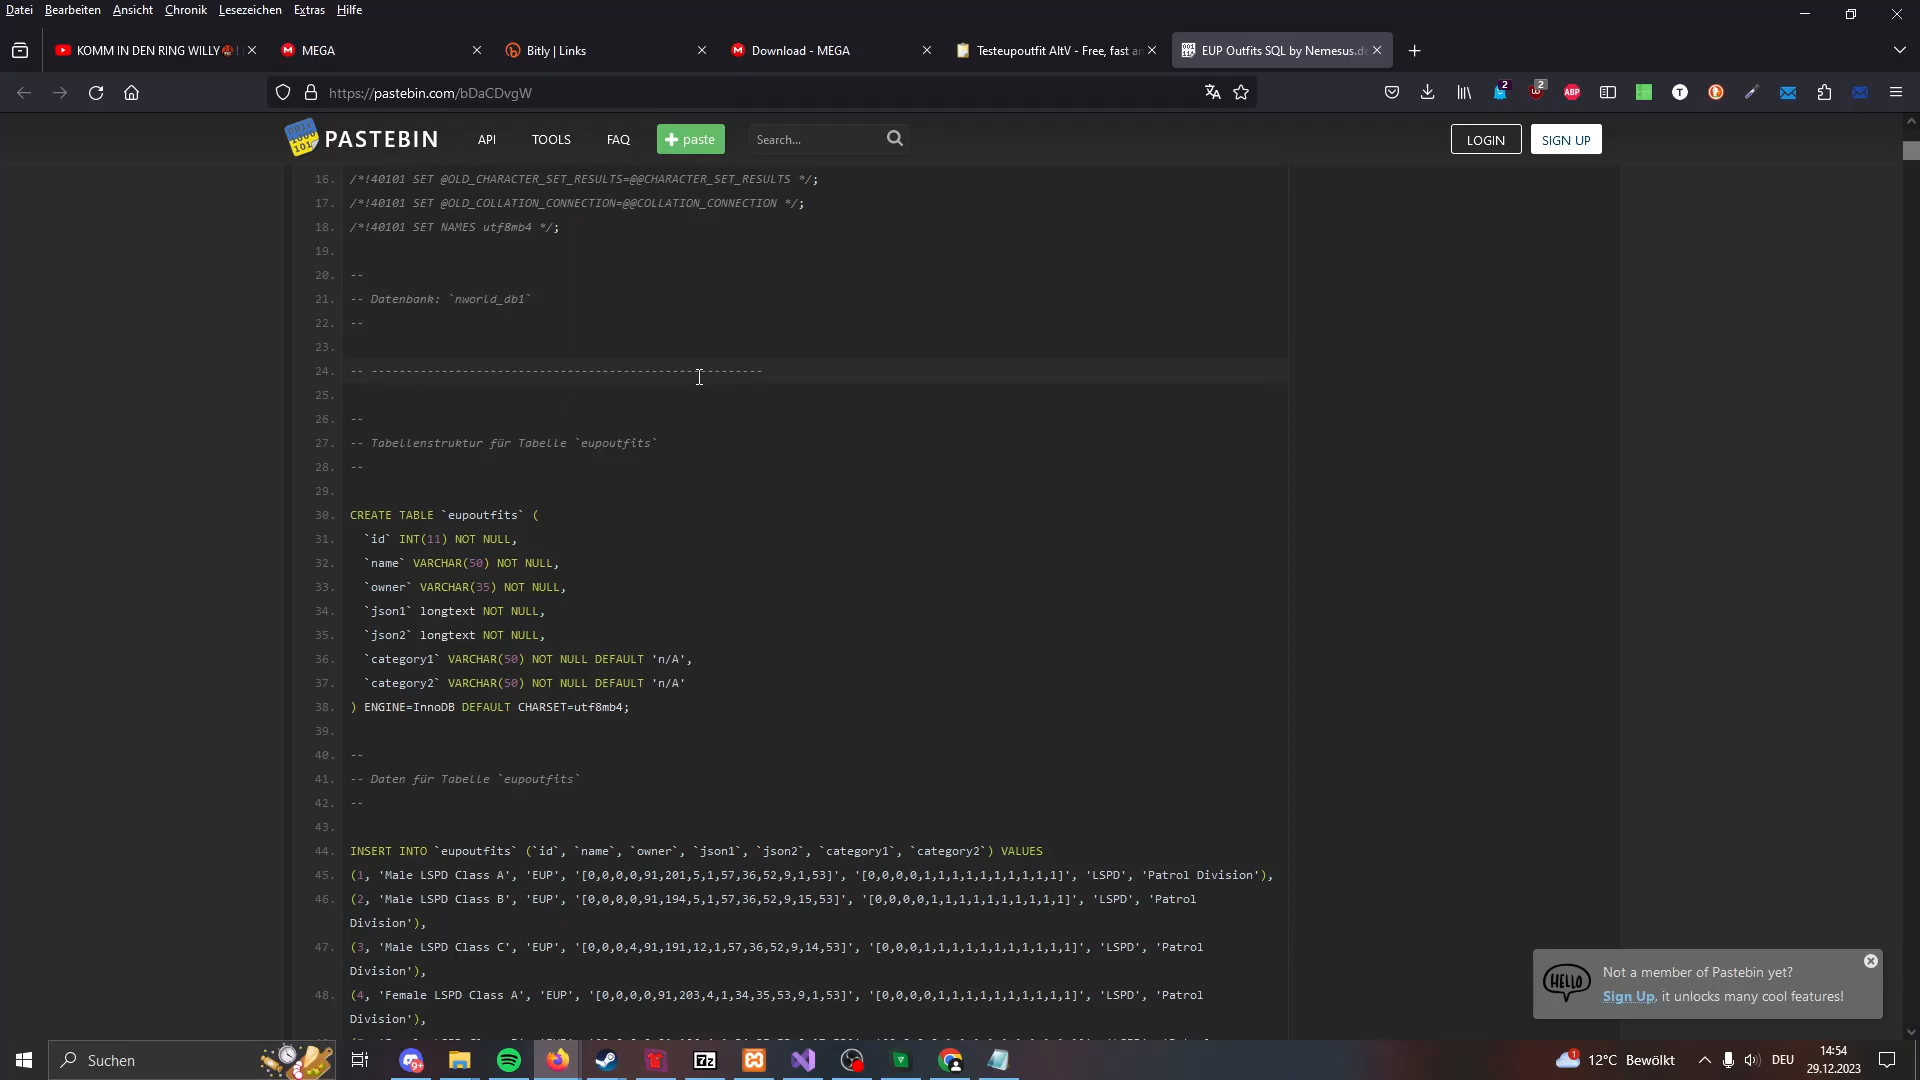 Datei Bearbeiten Ansicht Chronik Lesezeichen Extras Hilfe
KOMM IN DEN RING WILLY MEGA Bitly | Links Download - MEGA Testeupoutfit AltV - Free, fast an EUP Outfits SQL by Nemesus.de
https://pastebin.com/bDaCDvgW 2 2 ABP T
PASTEBIN API TOOLS FAQ paste Search... LOGIN SIGN UP
16. /*!40101 SET @OLD_CHARACTER_SET_RESULTS=@@CHARACTER_SET_RESULTS */;
17. /*!40101 SET @OLD_COLLATION_CONNECTION=@@COLLATION_CONNECTION */;
18. /*!40101 SET NAMES utf8mb4 */;
19.
20. --
21. -- Datenbank: `nworld_db1`
22. --
23.
24. -- --------------------------------------------------------
25.
26. --
27. -- Tabellenstruktur für Tabelle `eupoutfits`
28. --
29.
30. CREATE TABLE `eupoutfits` (
31. `id` INT(11) NOT NULL,
32. `name` VARCHAR(50) NOT NULL,
33. `owner` VARCHAR(35) NOT NULL,
34. `json1` longtext NOT NULL,
35. `json2` longtext NOT NULL,
36. `category1` VARCHAR(50) NOT NULL DEFAULT 'n/A',
37. `category2` VARCHAR(50) NOT NULL DEFAULT 'n/A'
38. ) ENGINE=InnoDB DEFAULT CHARSET=utf8mb4;
39.
40. --
41. -- Daten für Tabelle `eupoutfits`
42. --
43.
44. INSERT INTO `eupoutfits` (`id`, `name`, `owner`, `json1`, `json2`, `category1`, `category2`) VALUES
45. (1, 'Male LSPD Class A', 'EUP', '[0,0,0,0,91,201,5,1,57,36,52,9,1,53]', '[0,0,0,0,1,1,1,1,1,1,1,1,1,1]', 'LSPD', 'Patrol Division'),
46. (2, 'Male LSPD Class B', 'EUP', '[0,0,0,0,91,194,5,1,57,36,52,9,15,53]', '[0,0,0,0,1,1,1,1,1,1,1,1,1,1]', 'LSPD', 'Patrol
Division'),
47. (3, 'Male LSPD Class C', 'EUP', '[0,0,0,4,91,191,12,1,57,36,52,9,14,53]', '[0,0,0,1,1,1,1,1,1,1,1,1,1,1]', 'LSPD', 'Patrol
Division'),
48. (4, 'Female LSPD Class A', 'EUP', '[0,0,0,0,91,203,4,1,34,35,53,9,1,53]', '[0,0,0,0,1,1,1,1,1,1,1,1,1,1]', 'LSPD', 'Patrol
Division'),
HELLO
Not a member of Pastebin yet?
Sign Up, it unlocks many cool features!
Suchen 9+ 7z 1 12°C Bewölkt DEU 14:54
29.12.2023